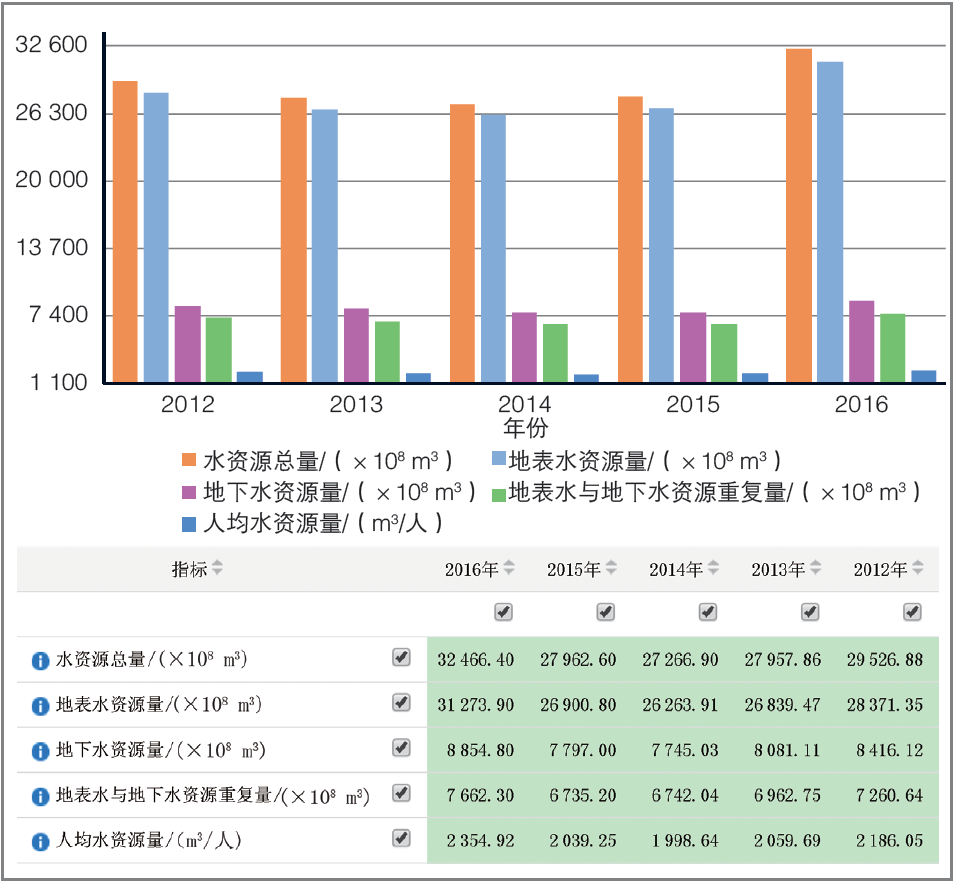 32 600
26 300
20 000
13 700
7 400
1 100
2012 2013 2014 2015 2016
年份
水资源总量/( ×10⁸ m³) 地表水资源量/( ×10⁸ m³)
地下水资源量/( ×10⁸ m³) 地表水与地下水资源重复量/( ×10⁸ m³)
人均水资源量/(m³/人)
指标 2016年 2015年 2014年 2013年 2012年
水资源总量/(×10⁸ m³) 32 466.40 27 962.60 27 266.90 27 957.86 29 526.88
地表水资源量/(×10⁸ m³) 31 273.90 26 900.80 26 263.91 26 839.47 28 371.35
地下水资源量/(×10⁸ m³) 8 854.80 7 797.00 7 745.03 8 081.11 8 416.12
地表水与地下水资源重复量/(×10⁸ m³) 7 662.30 6 735.20 6 742.04 6 962.75 7 260.64
人均水资源量/(m³/人) 2 354.92 2 039.25 1 998.64 2 059.69 2 186.05